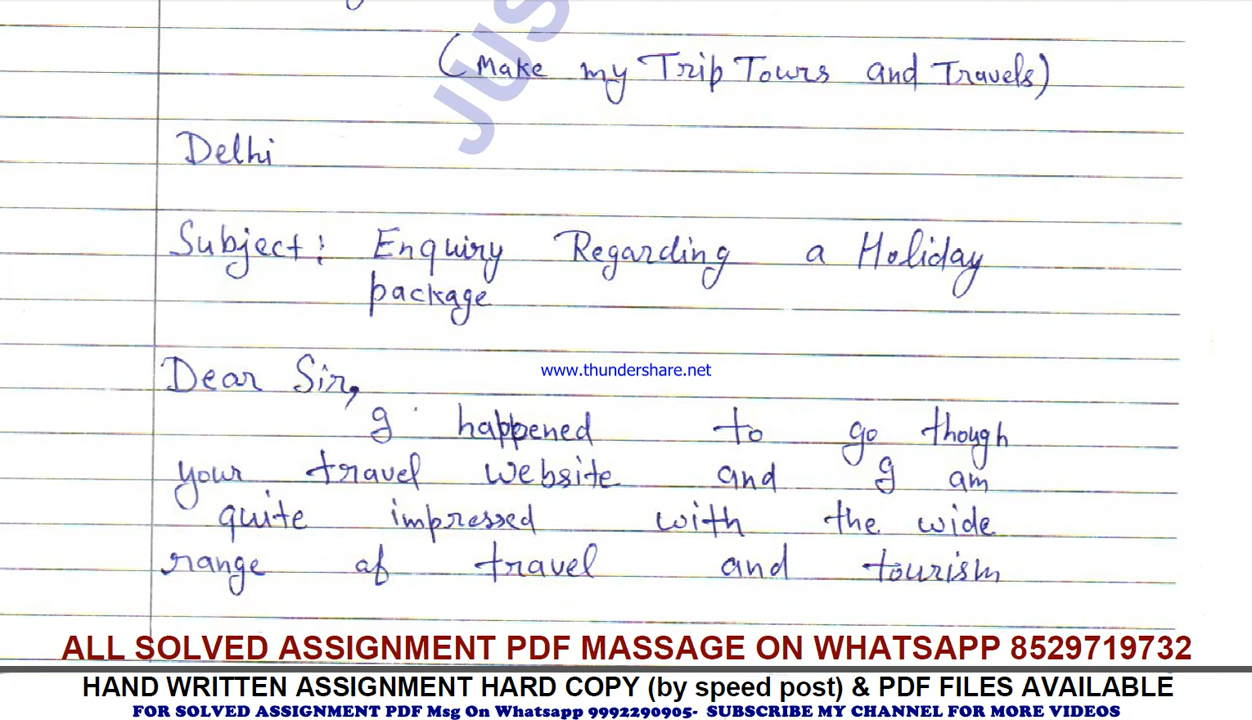 JUS
(Make my Trip Tours and Travels)
Delhi
Subject: Enquiry Regarding a Holiday
package
Dear Sir,
www.thundershare.net
I happened to go though
your travel website and I am
quite impressed with the wide
range of travel and tourism
ALL SOLVED ASSIGNMENT PDF MASSAGE ON WHATSAPP 8529719732
HAND WRITTEN ASSIGNMENT HARD COPY (by speed post) & PDF FILES AVAILABLE
FOR SOLVED ASSIGNMENT PDF Msg On Whatsapp 9992290905- SUBSCRIBE MY CHANNEL FOR MORE VIDEOS